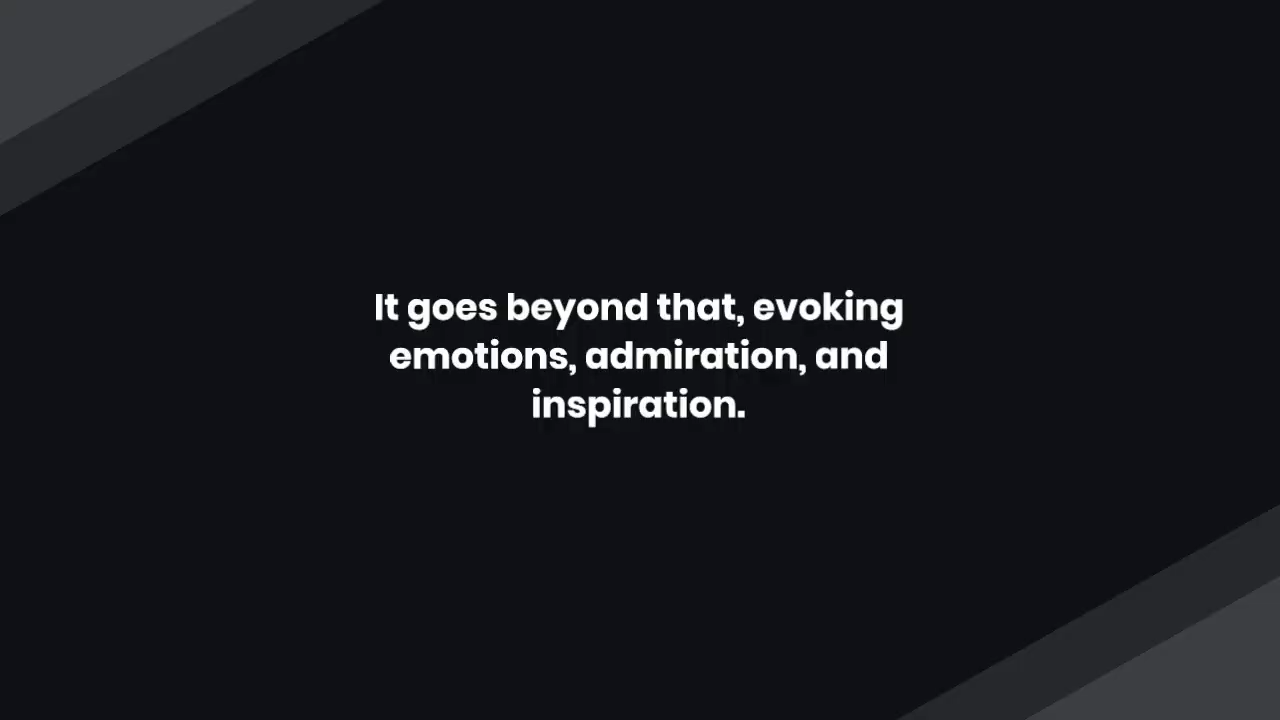 It goes beyond that, evoking
emotions, admiration, and
inspiration.